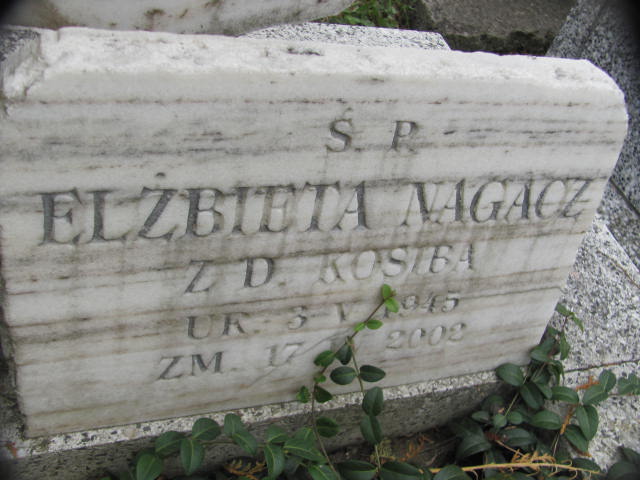 Ś P.
ELŻBIETA NAGACZ
Z D. KOSIBA
UR. 3 V 1945
ZM. 17 2002